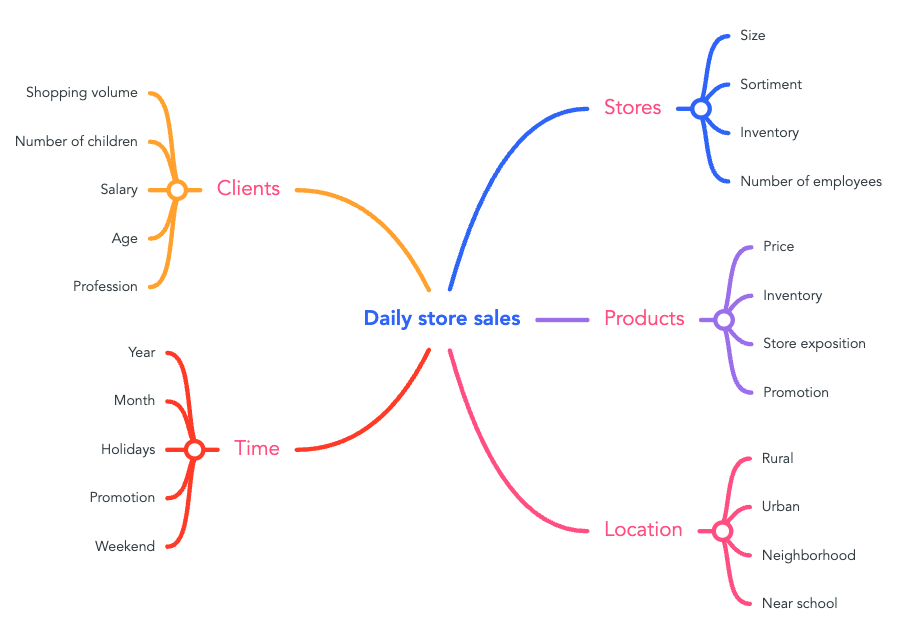 Daily store sales
Clients
Shopping volume
Number of children
Salary
Age
Profession
Time
Year
Month
Holidays
Promotion
Weekend
Stores
Size
Sortiment
Inventory
Number of employees
Products
Price
Inventory
Store exposition
Promotion
Location
Rural
Urban
Neighborhood
Near school